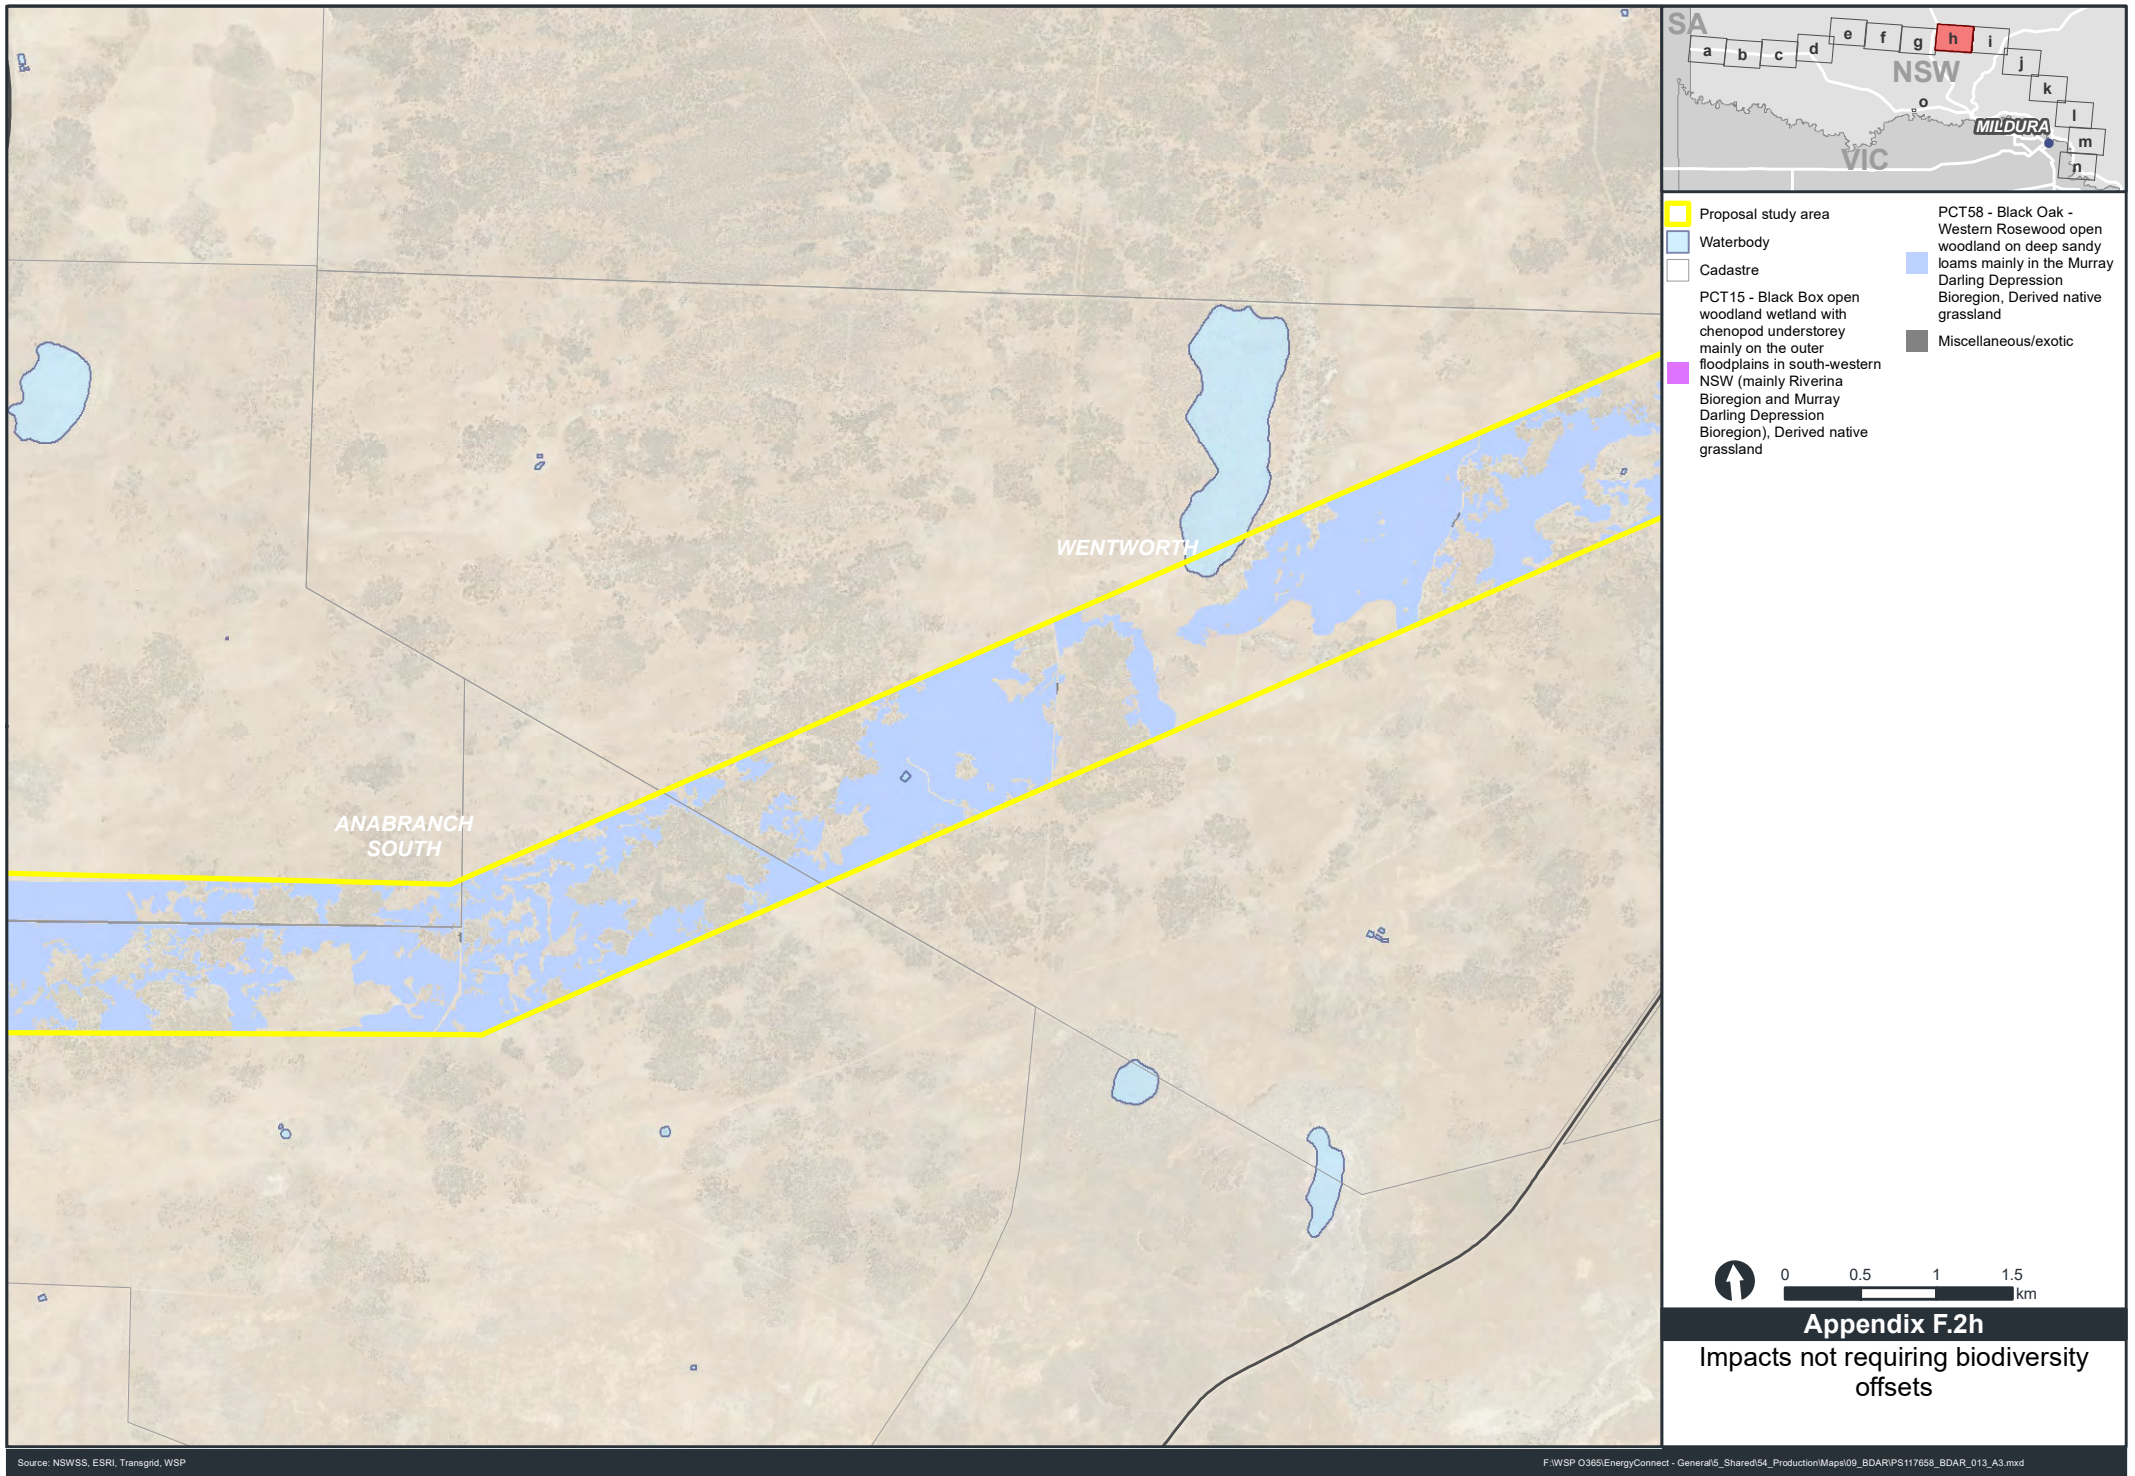 SA
a
b
c
d
e
f
g
h
i
j
k
l
m
n
o
NSW
MILDURA
VIC
Proposal study area
Waterbody
Cadastre
PCT15 - Black Box open
woodland wetland with
chenopod understorey
mainly on the outer
floodplains in south-western
NSW (mainly Riverina
Bioregion and Murray
Darling Depression
Bioregion), Derived native
grassland
PCT58 - Black Oak -
Western Rosewood open
woodland on deep sandy
loams mainly in the Murray
Darling Depression
Bioregion, Derived native
grassland
Miscellaneous/exotic
WENTWORTH
ANABRANCH
SOUTH
0 0.5 1 1.5
km
Appendix F.2h
Impacts not requiring biodiversity
offsets
Source: NSWSS, ESRI, Transgrid, WSP
F:\WSP O365\EnergyConnect - General\5_Shared\54_Production\Maps\09_BDAR\PS117658_BDAR_013_A3.mxd